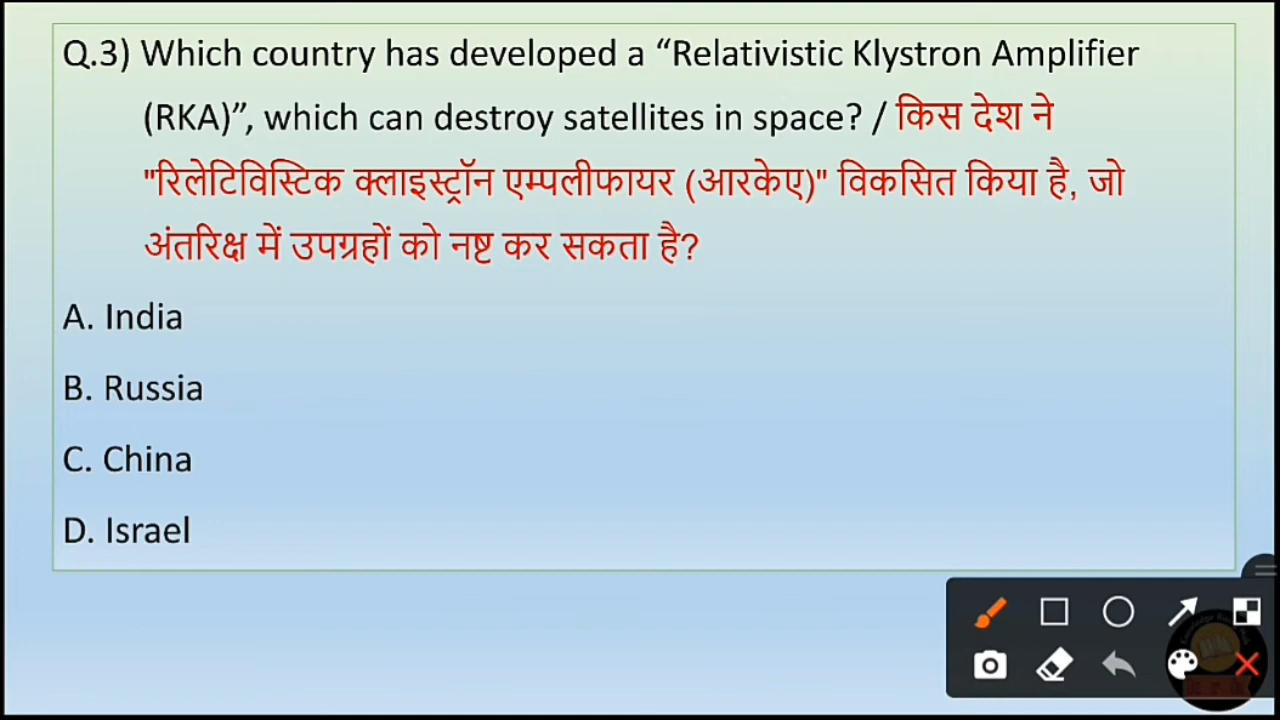 Q.3) Which country has developed a “Relativistic Klystron Amplifier
(RKA)”, which can destroy satellites in space? / किस देश ने
"रिलेटिविस्टिक क्लाइस्ट्रॉन एम्पलीफायर (आरकेए)" विकसित किया है, जो
अंतरिक्ष में उपग्रहों को नष्ट कर सकता है?
A. India
B. Russia
C. China
D. Israel